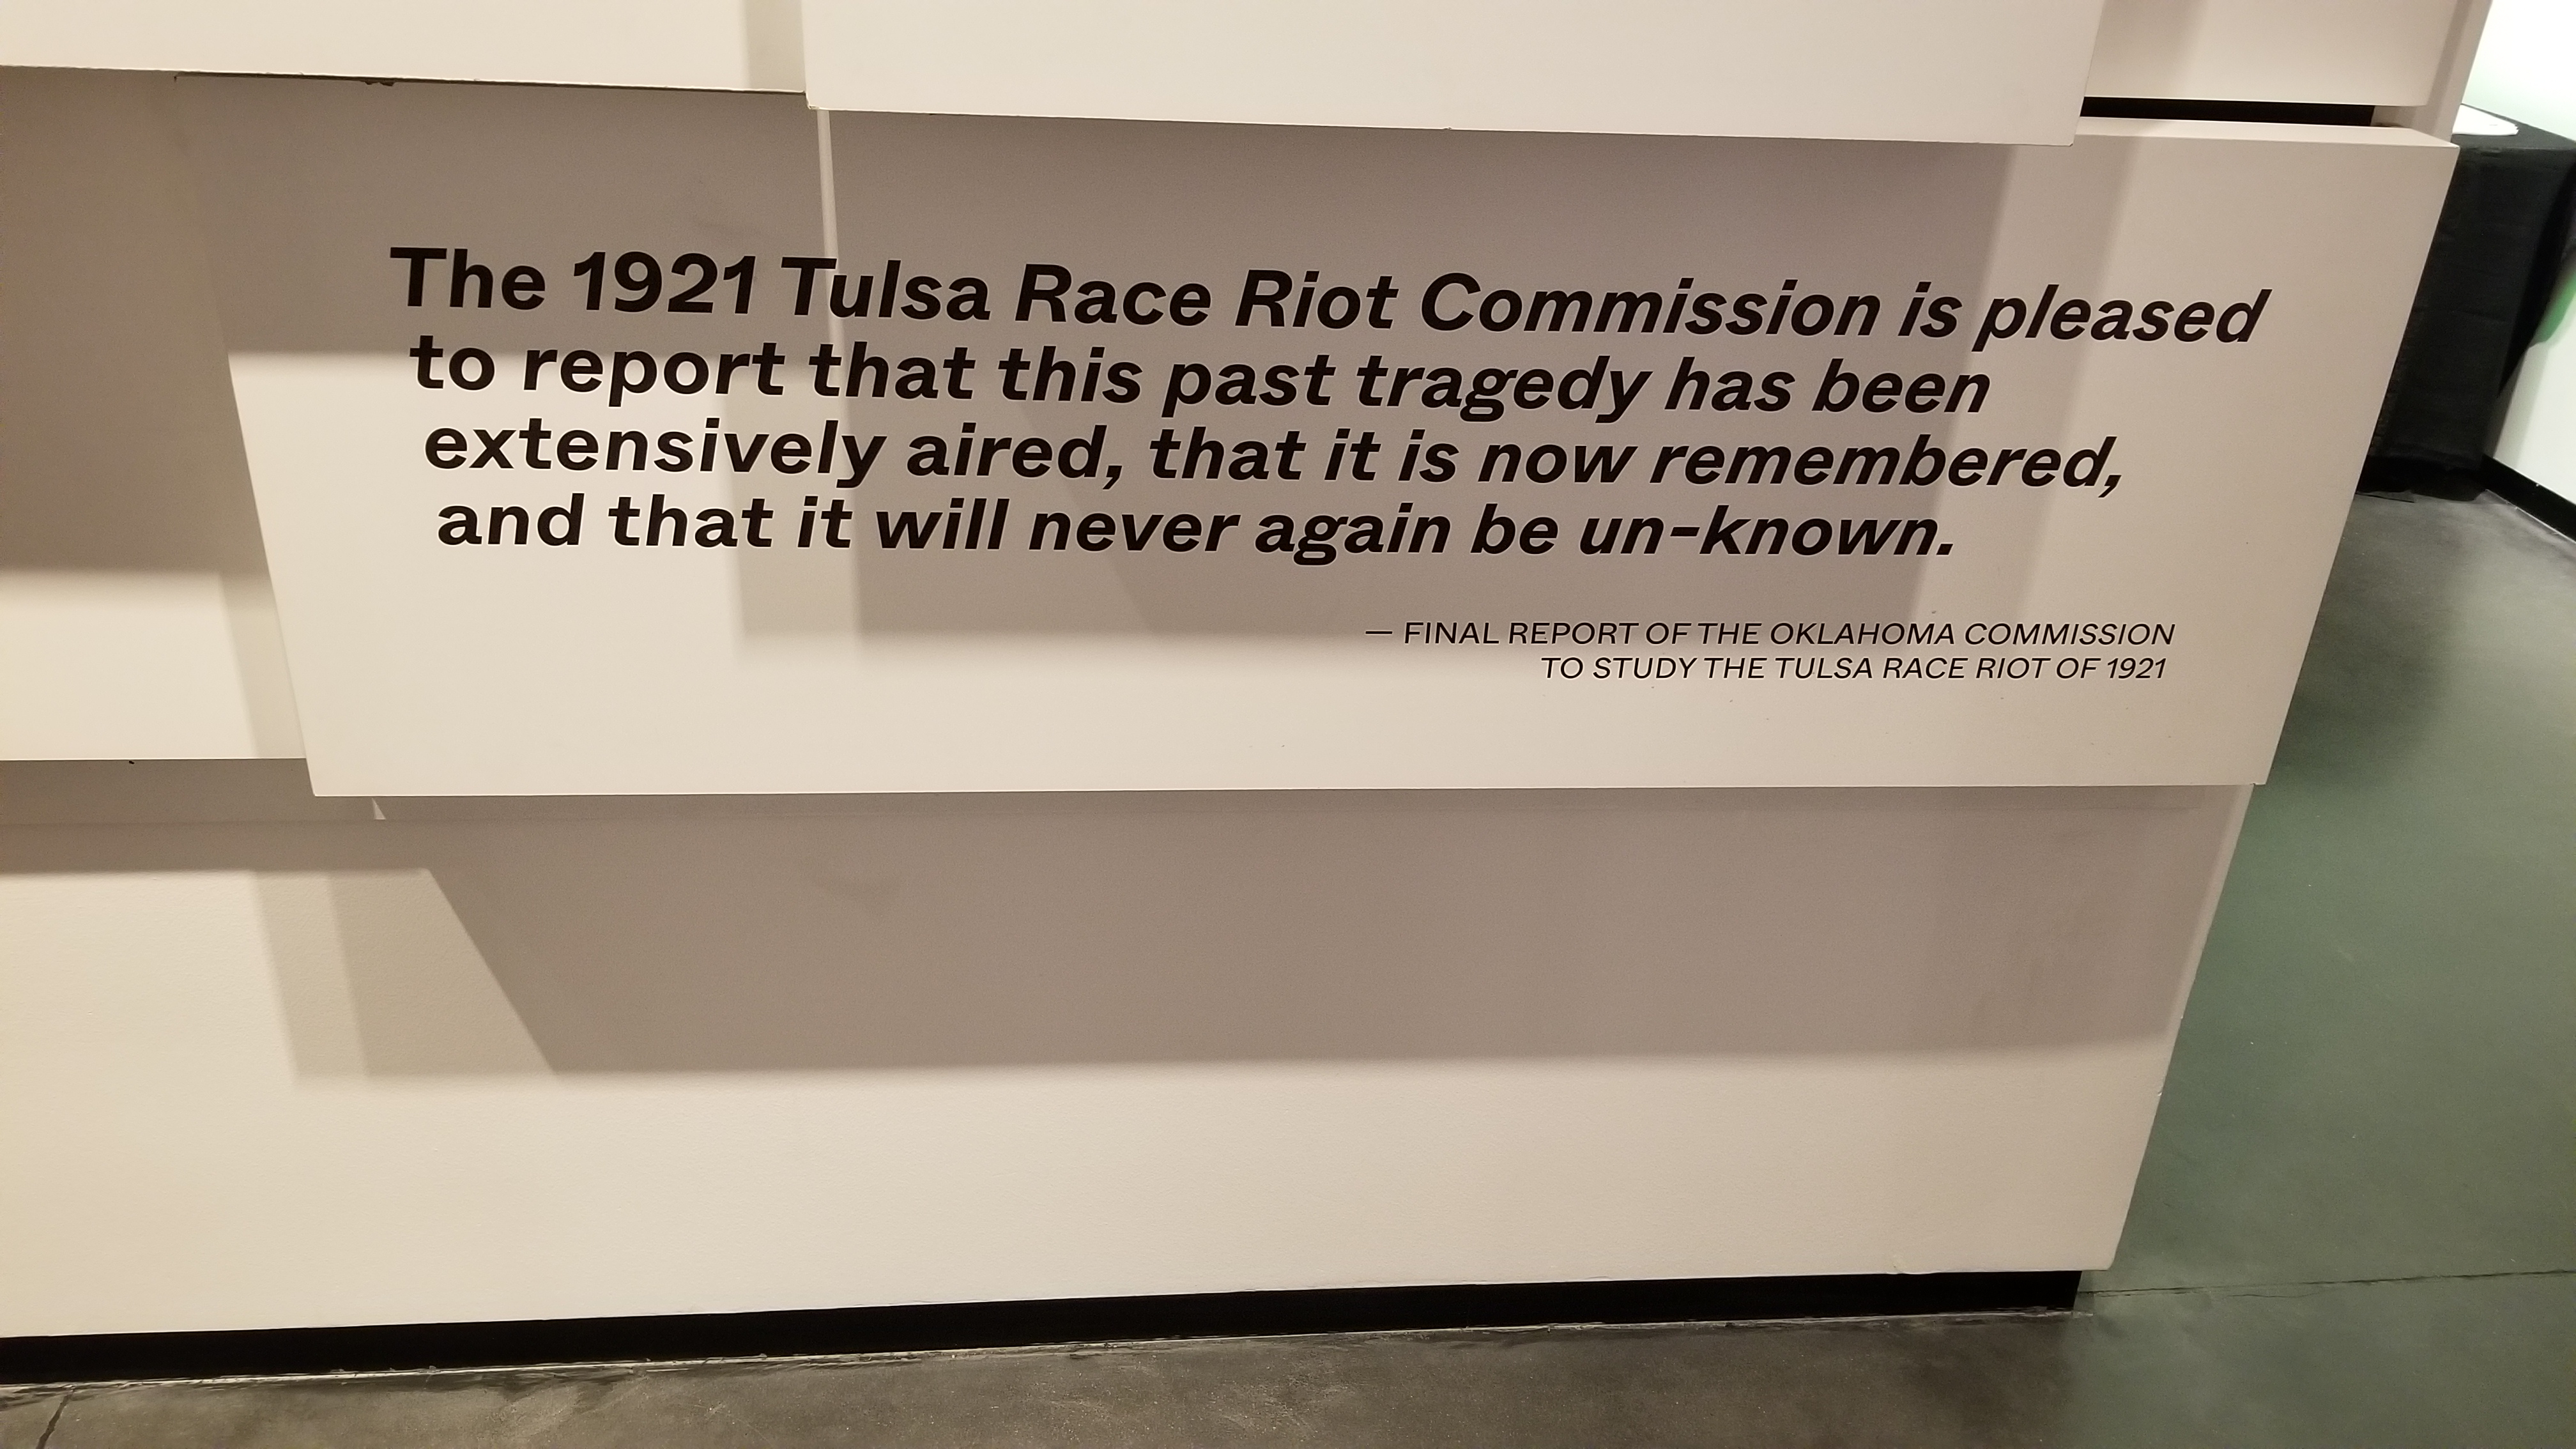 The 1921 Tulsa Race Riot Commission is pleased
to report that this past tragedy has been
extensively aired, that it is now remembered,
and that it will never again be un-known.
— FINAL REPORT OF THE OKLAHOMA COMMISSION
TO STUDY THE TULSA RACE RIOT OF 1921